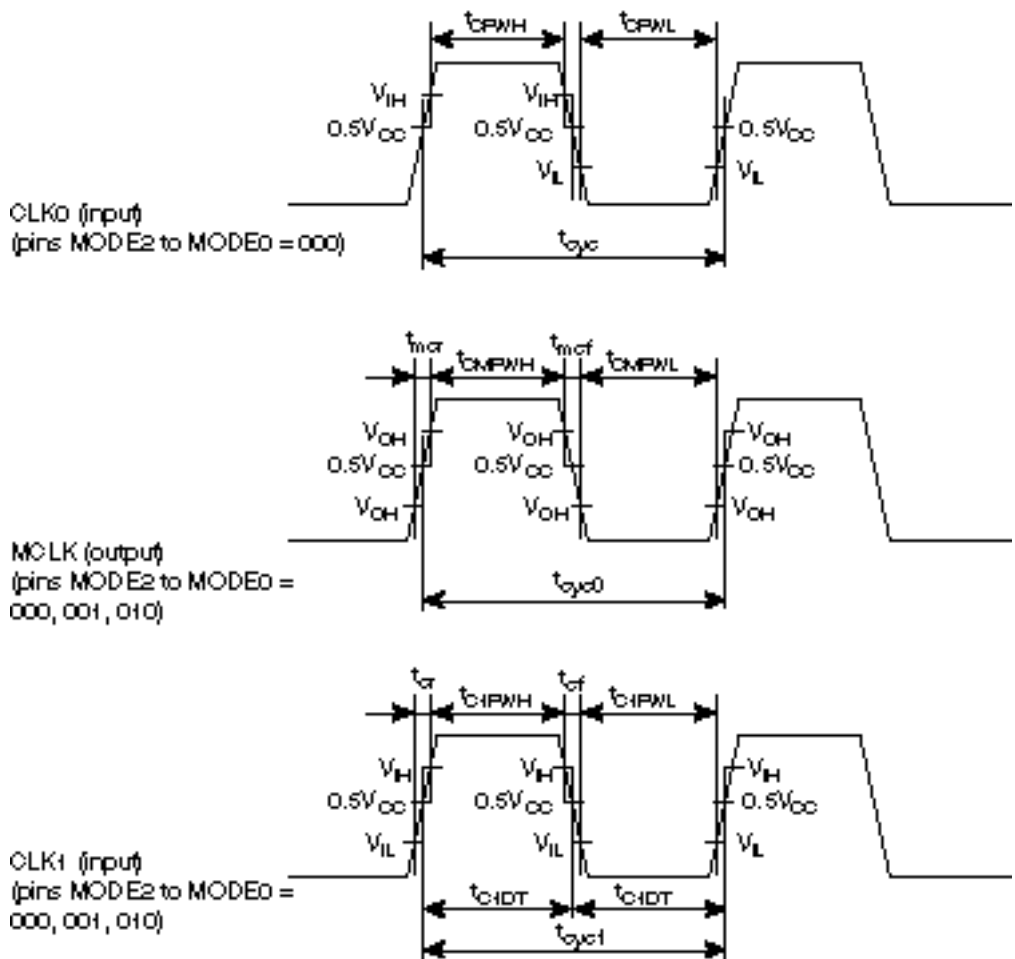 tCPWH tCPWL
VIH VIH
0.5VCC 0.5VCC 0.5VCC
VIL VIL
CLK0 (input)
(pins MODE2 to MODE0 = 000)
tcyc
tmcr tCMPWH tmcf tCMPWL
VOH VOH VOH
0.5VCC 0.5VCC 0.5VCC
VOH VOH VOH
MCLK (output)
(pins MODE2 to MODE0 =
000, 001, 010)
tcyc0
tcr tC1PWH tcf tC1PWL
VIH VIH VIH
0.5VCC 0.5VCC 0.5VCC
VIL VIL VIL
CLK1 (input)
(pins MODE2 to MODE0 =
000, 001, 010)
tC1DT tC1DT
tcyc1